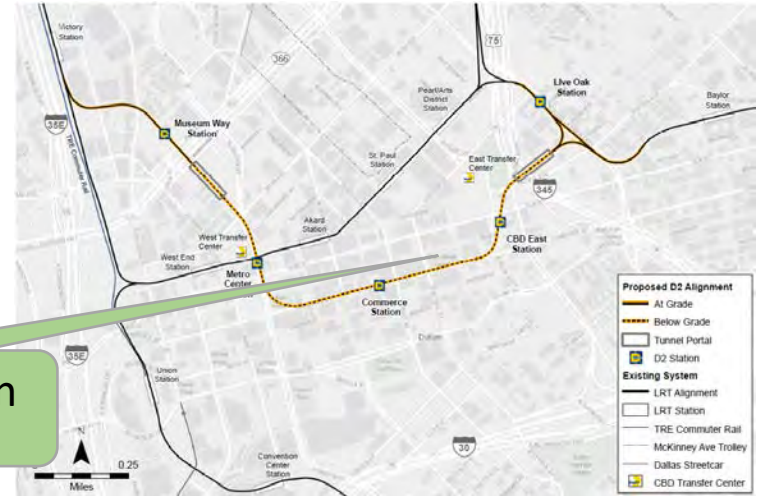 Victory
Station
366
75
Pearl/Arts
District
Station
Live Oak
Station
Baylor
Station
35E
Museum Way
Station
TRE Commuter Rail
St. Paul
Station
East Transfer
Center
345
Akard
Station
West Transfer
Center
West End
Station
CBD East
Station
Metro
Center
Commerce
Station
35E
Union
Station
Convention
Center
Station
30
N
0.25
Miles
Proposed D2 Alignment
At Grade
Below Grade
Tunnel Portal
D2 Station
Existing System
LRT Alignment
LRT Station
TRE Commuter Rail
McKinney Ave Trolley
Dallas Streetcar
CBD Transfer Center